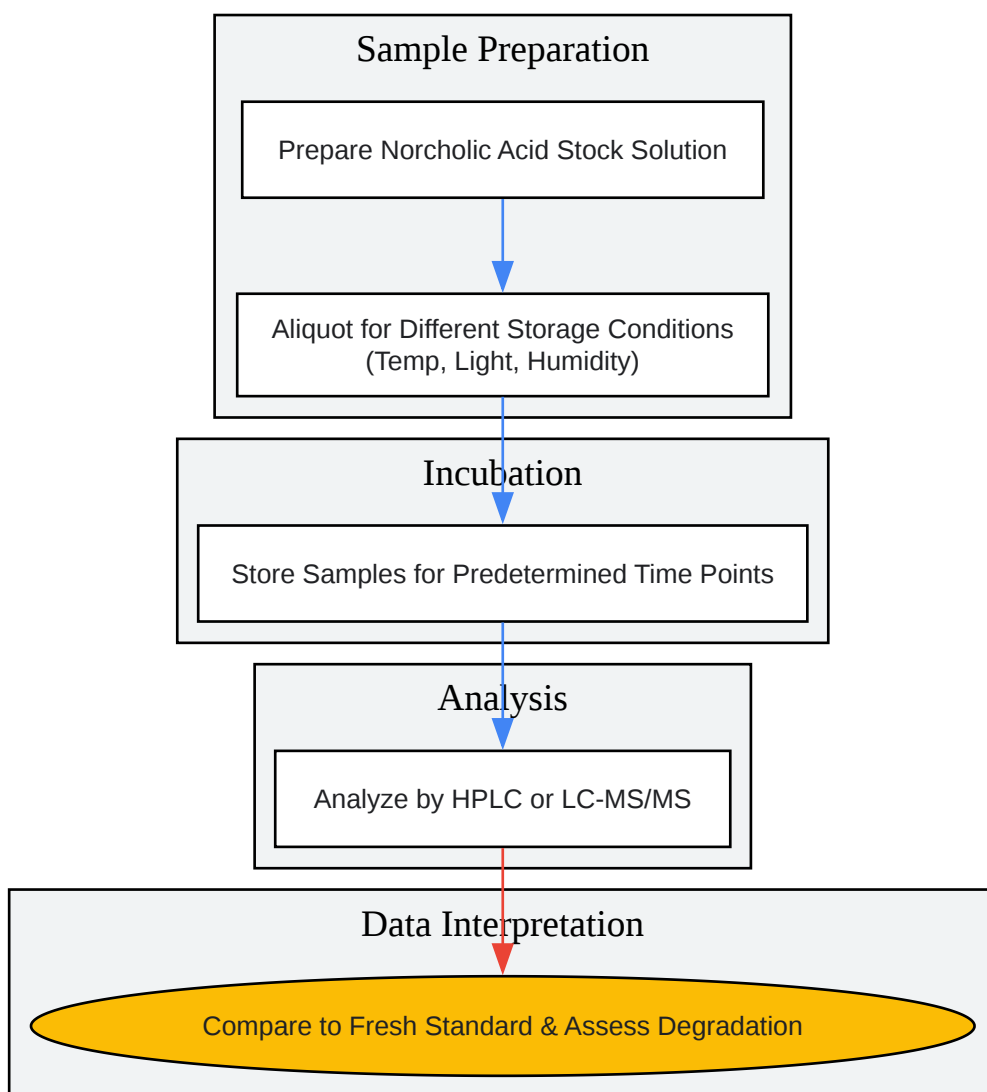 Sample Preparation
Prepare Norcholic Acid Stock Solution
Aliquot for Different Storage Conditions
(Temp, Light, Humidity)
Incubation
Store Samples for Predetermined Time Points
Analysis
Analyze by HPLC or LC-MS/MS
Data Interpretation
Compare to Fresh Standard & Assess Degradation